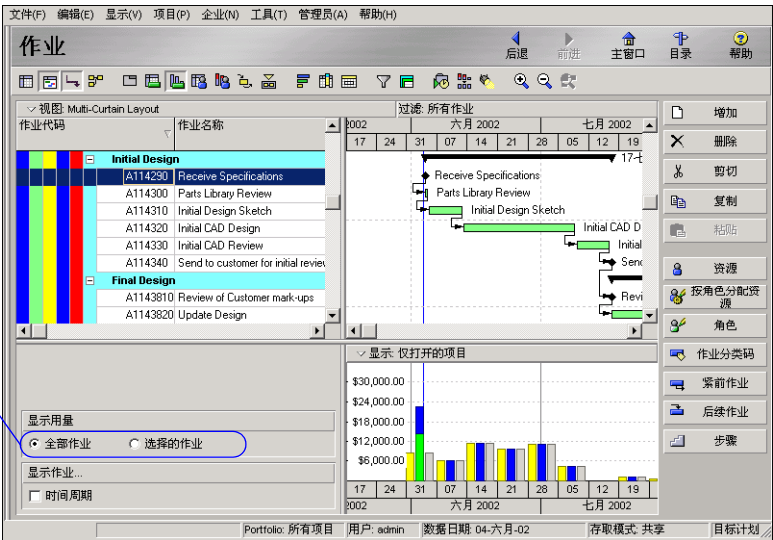 文件(F) 编辑(E) 显示(V) 项目(P) 企业(N) 工具(T) 管理员(A) 帮助(H)
作业
后退 前进 主窗口 目录 帮助
视图: Multi-Curtain Layout 过滤: 所有作业
作业代码 作业名称
2002 六月 2002 七月 2002
17 24 31 07 14 21 28 05 12 19
Initial Design 17-七
A114290 Receive Specifications Receive Specifications
A114300 Parts Library Review Parts Library Review
A114310 Initial Design Sketch Initial Design Sketch
A114320 Initial CAD Design Initial CAD D
A114330 Initial CAD Review Initial
A114340 Send to customer for initial review Send
Final Design
A1143810 Review of Customer mark-ups Revi
A1143820 Update Design
增加
删除
剪切
复制
粘贴
资源
按角色分配资源
角色
作业分类码
紧前作业
后续作业
步骤
显示: 仅打开的项目
$30,000.00
$24,000.00
$18,000.00
$12,000.00
$6,000.00
17 24 31 07 14 21 28 05 12 19
2002 六月 2002 七月 2002
显示用量
全部作业 选择的作业
显示作业...
时间周期
Portfolio: 所有项目 用户: admin 数据日期: 04-六月-02 存取模式: 共享 目标计划